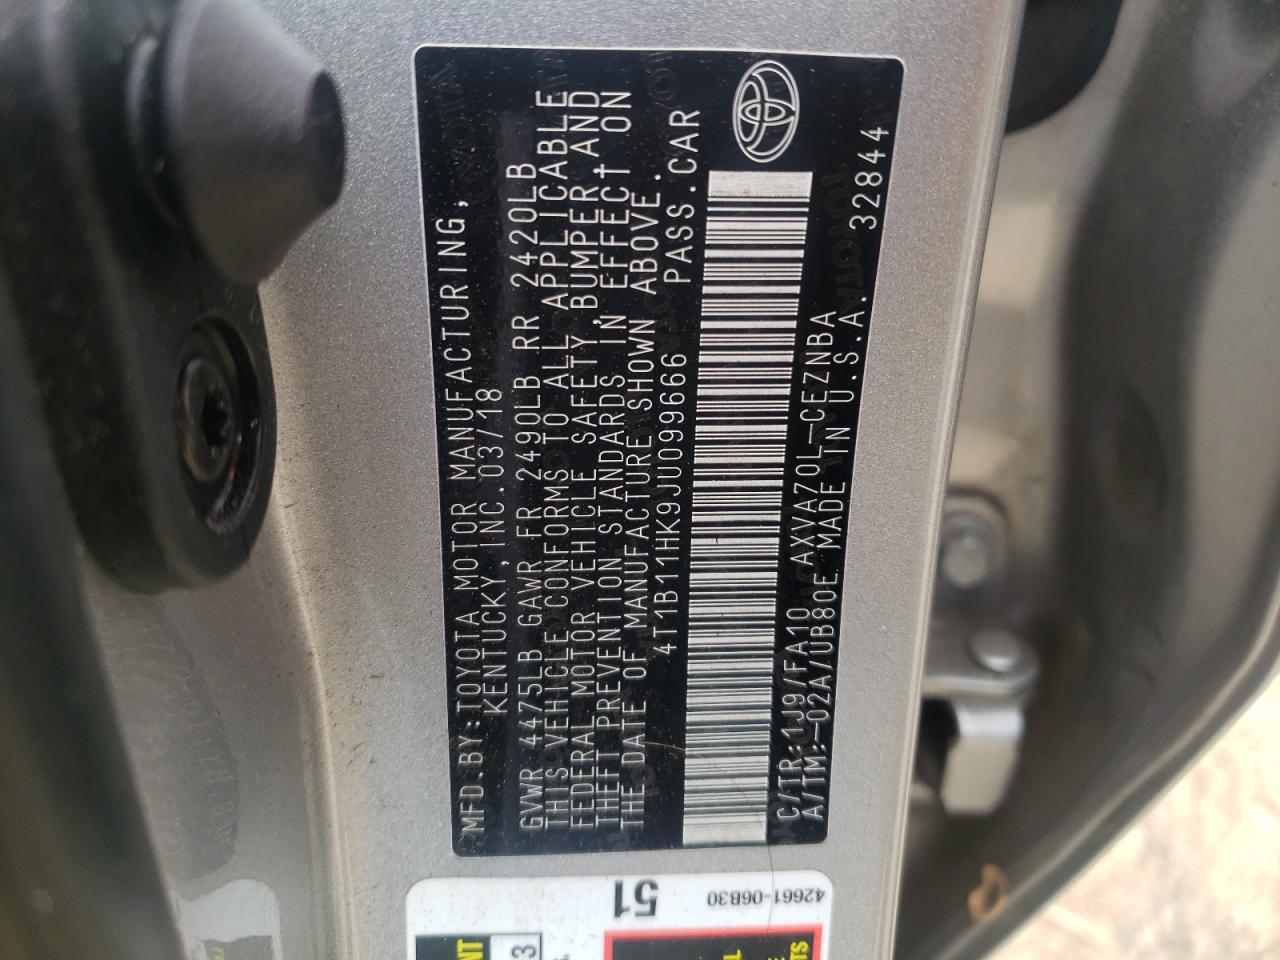 MFD.BY:TOYOTA MOTOR MANUFACTURING,
KENTUCKY, INC. 03/18
GVWR 4475LB GAWR FR 2490LB RR 2420LB
THIS VEHICLE CONFORMS TO ALL APPLICABLE
FEDERAL MOTOR VEHICLE SAFETY, BUMPER, AND
THEFT PREVENTION STANDARDS IN EFFECT ON
THE DATE OF MANUFACTURE SHOWN ABOVE.
4T1B11HK9JU099666 PASS.CAR
C/TR:1J9/FA10 AXVA70L-CEZNBA
A/TM:-02A/UB80E MADE IN U.S.A. 32844
51
42661-06B30
3